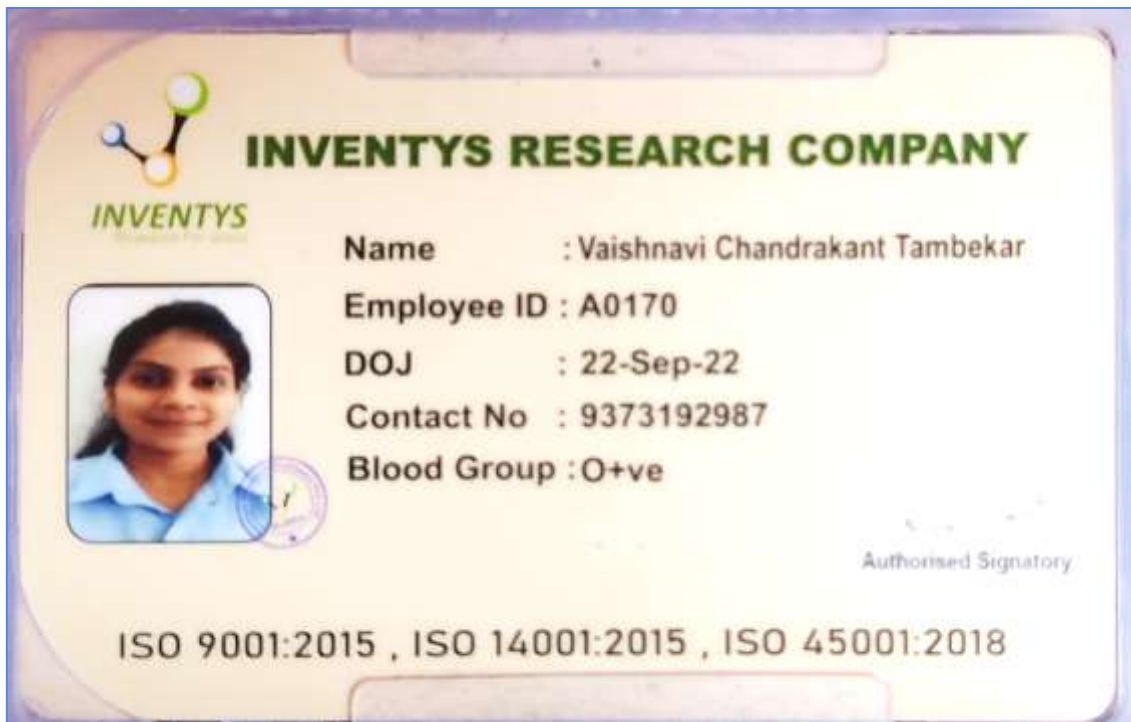 INVENTYS RESEARCH COMPANY
INVENTYS
Name : Vaishnavi Chandrakant Tambekar
Employee ID : A0170
DOJ : 22-Sep-22
Contact No : 9373192987
Blood Group : O+ve
Authorised Signatory
ISO 9001:2015 , ISO 14001:2015 , ISO 45001:2018